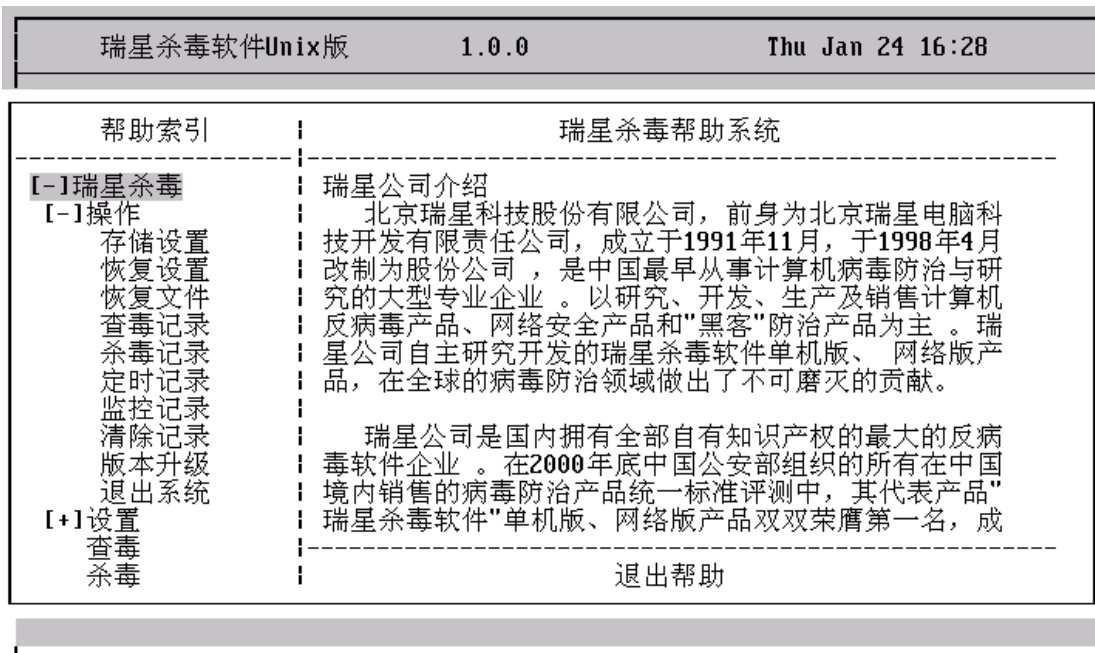 瑞星杀毒软件Unix版 1.0.0 Thu Jan 24 16:28
帮助索引
[-]瑞星杀毒
[-]操作
存储设置
恢复设置
恢复文件
查毒记录
杀毒记录
定时记录
监控记录
清除记录
版本升级
退出系统
[+]设置
查毒
杀毒
瑞星杀毒帮助系统
瑞星公司介绍
北京瑞星科技股份有限公司，前身为北京瑞星电脑科
技开发有限责任公司，成立于1991年11月，于1998年4月
改制为股份公司 ，是中国最早从事计算机病毒防治与研
究的大型专业企业 。以研究、开发、生产及销售计算机
反病毒产品、网络安全产品和"黑客"防治产品为主 。瑞
星公司自主研究开发的瑞星杀毒软件单机版、 网络版产
品，在全球的病毒防治领域做出了不可磨灭的贡献。
瑞星公司是国内拥有全部自有知识产权的最大的反病
毒软件企业 。在2000年底中国公安部组织的所有在中国
境内销售的病毒防治产品统一标准评测中，其代表产品"
瑞星杀毒软件"单机版、网络版产品双双荣膺第一名，成
退出帮助